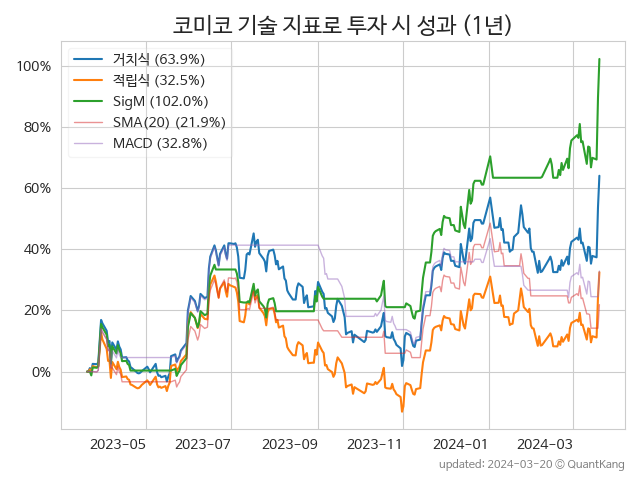 코미코 기술 지표로 투자 시 성과 (1년)
거치식 (63.9%)
적립식 (32.5%)
SigM (102.0%)
SMA(20) (21.9%)
MACD (32.8%)
100%
80%
60%
40%
20%
0%
2023-05 2023-07 2023-09 2023-11 2024-01 2024-03
updated: 2024-03-20 © QuantKang